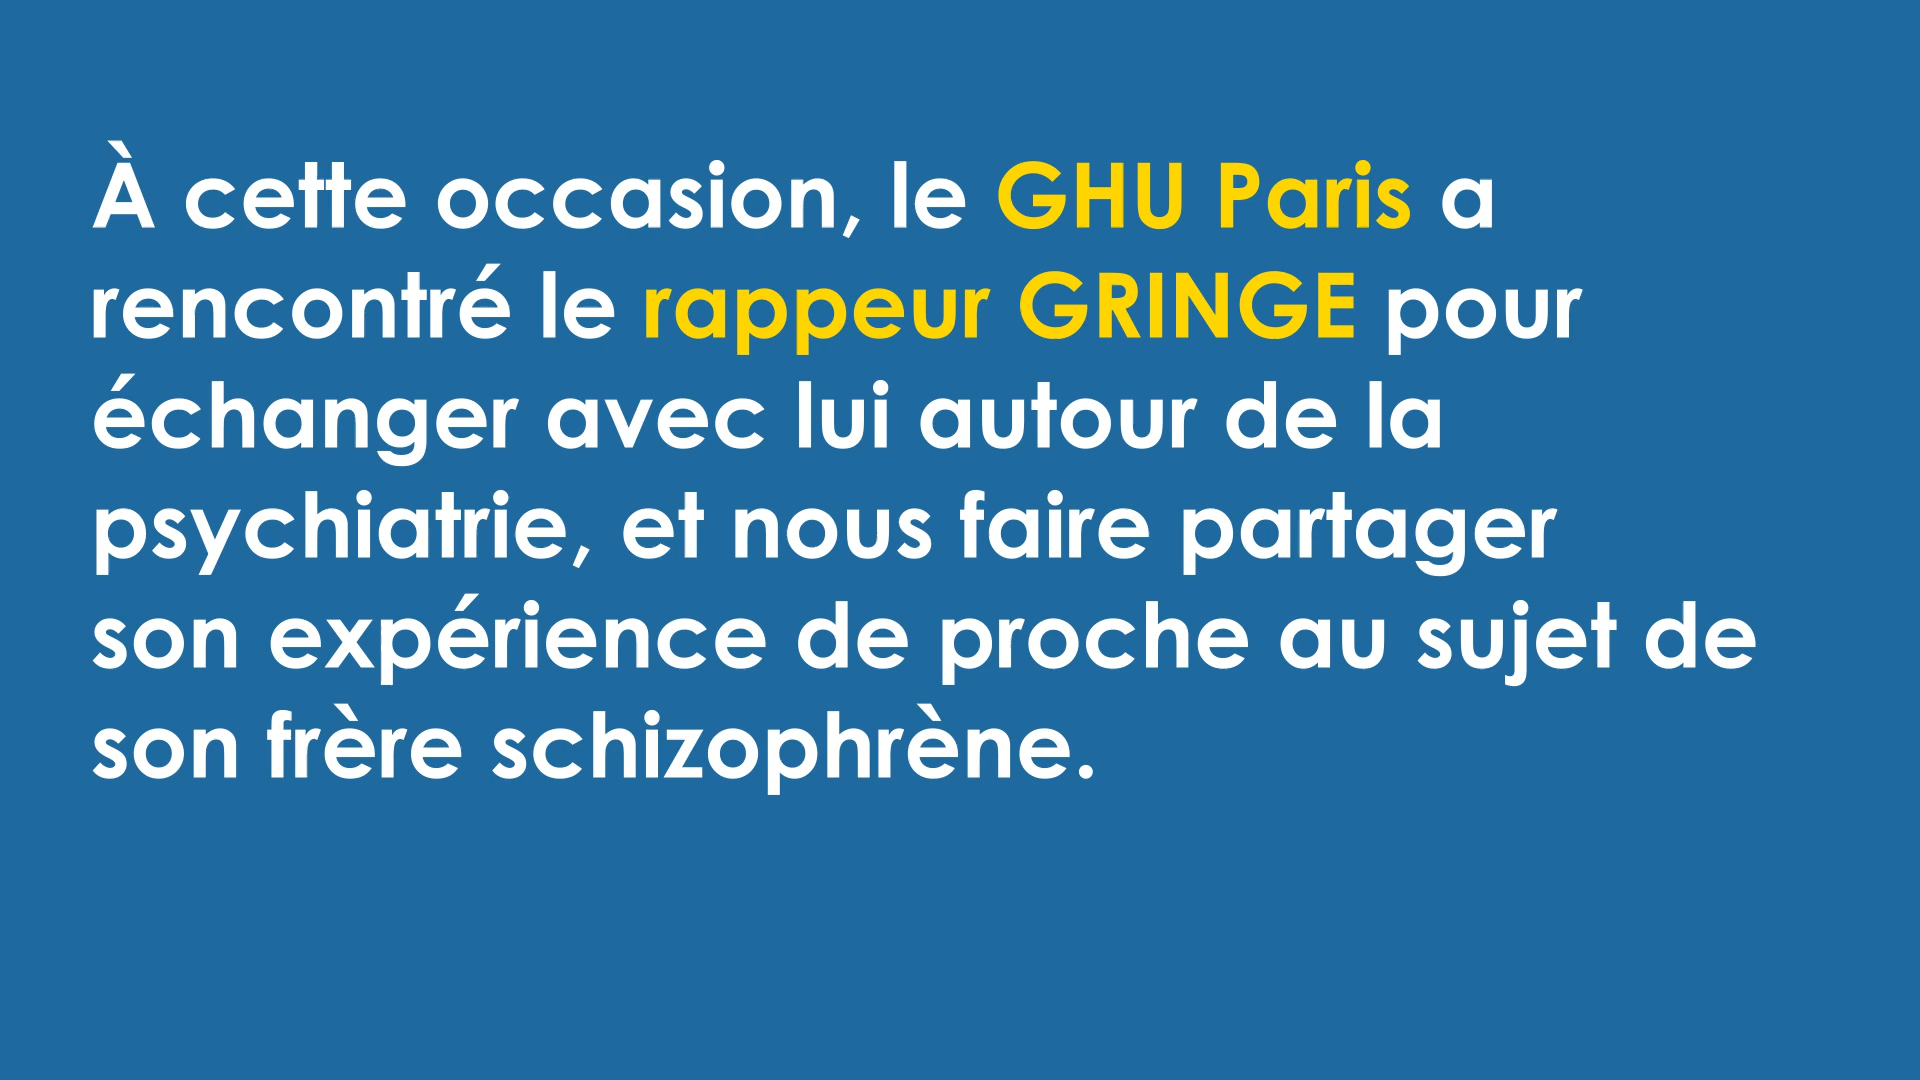 À cette occasion, le GHU Paris a
rencontré le rappeur GRINGE pour
échanger avec lui autour de la
psychiatrie, et nous faire partager
son expérience de proche au sujet de
son frère schizophrène.